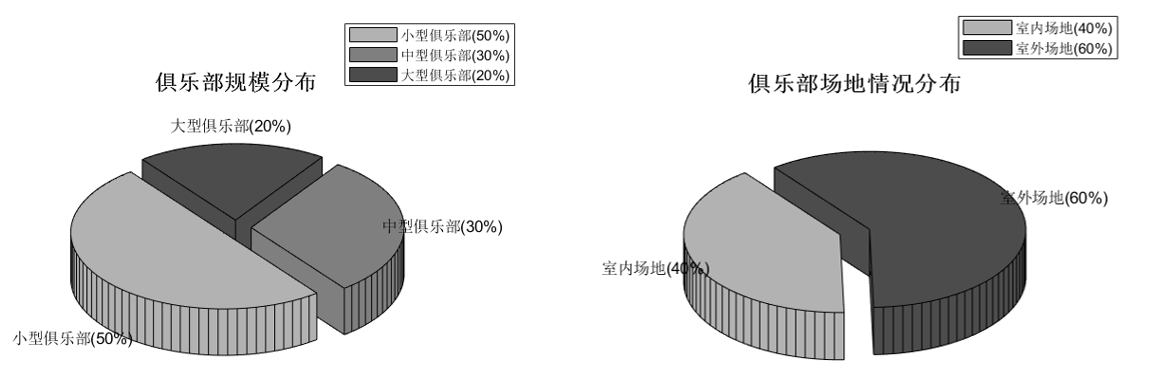 小型俱乐部(50%)
中型俱乐部(30%)
大型俱乐部(20%)
俱乐部规模分布
大型俱乐部(20%)
中型俱乐部(30%)
小型俱乐部(50%)
室内场地(40%)
室外场地(60%)
俱乐部场地情况分布
室外场地(60%)
室内场地(40%)